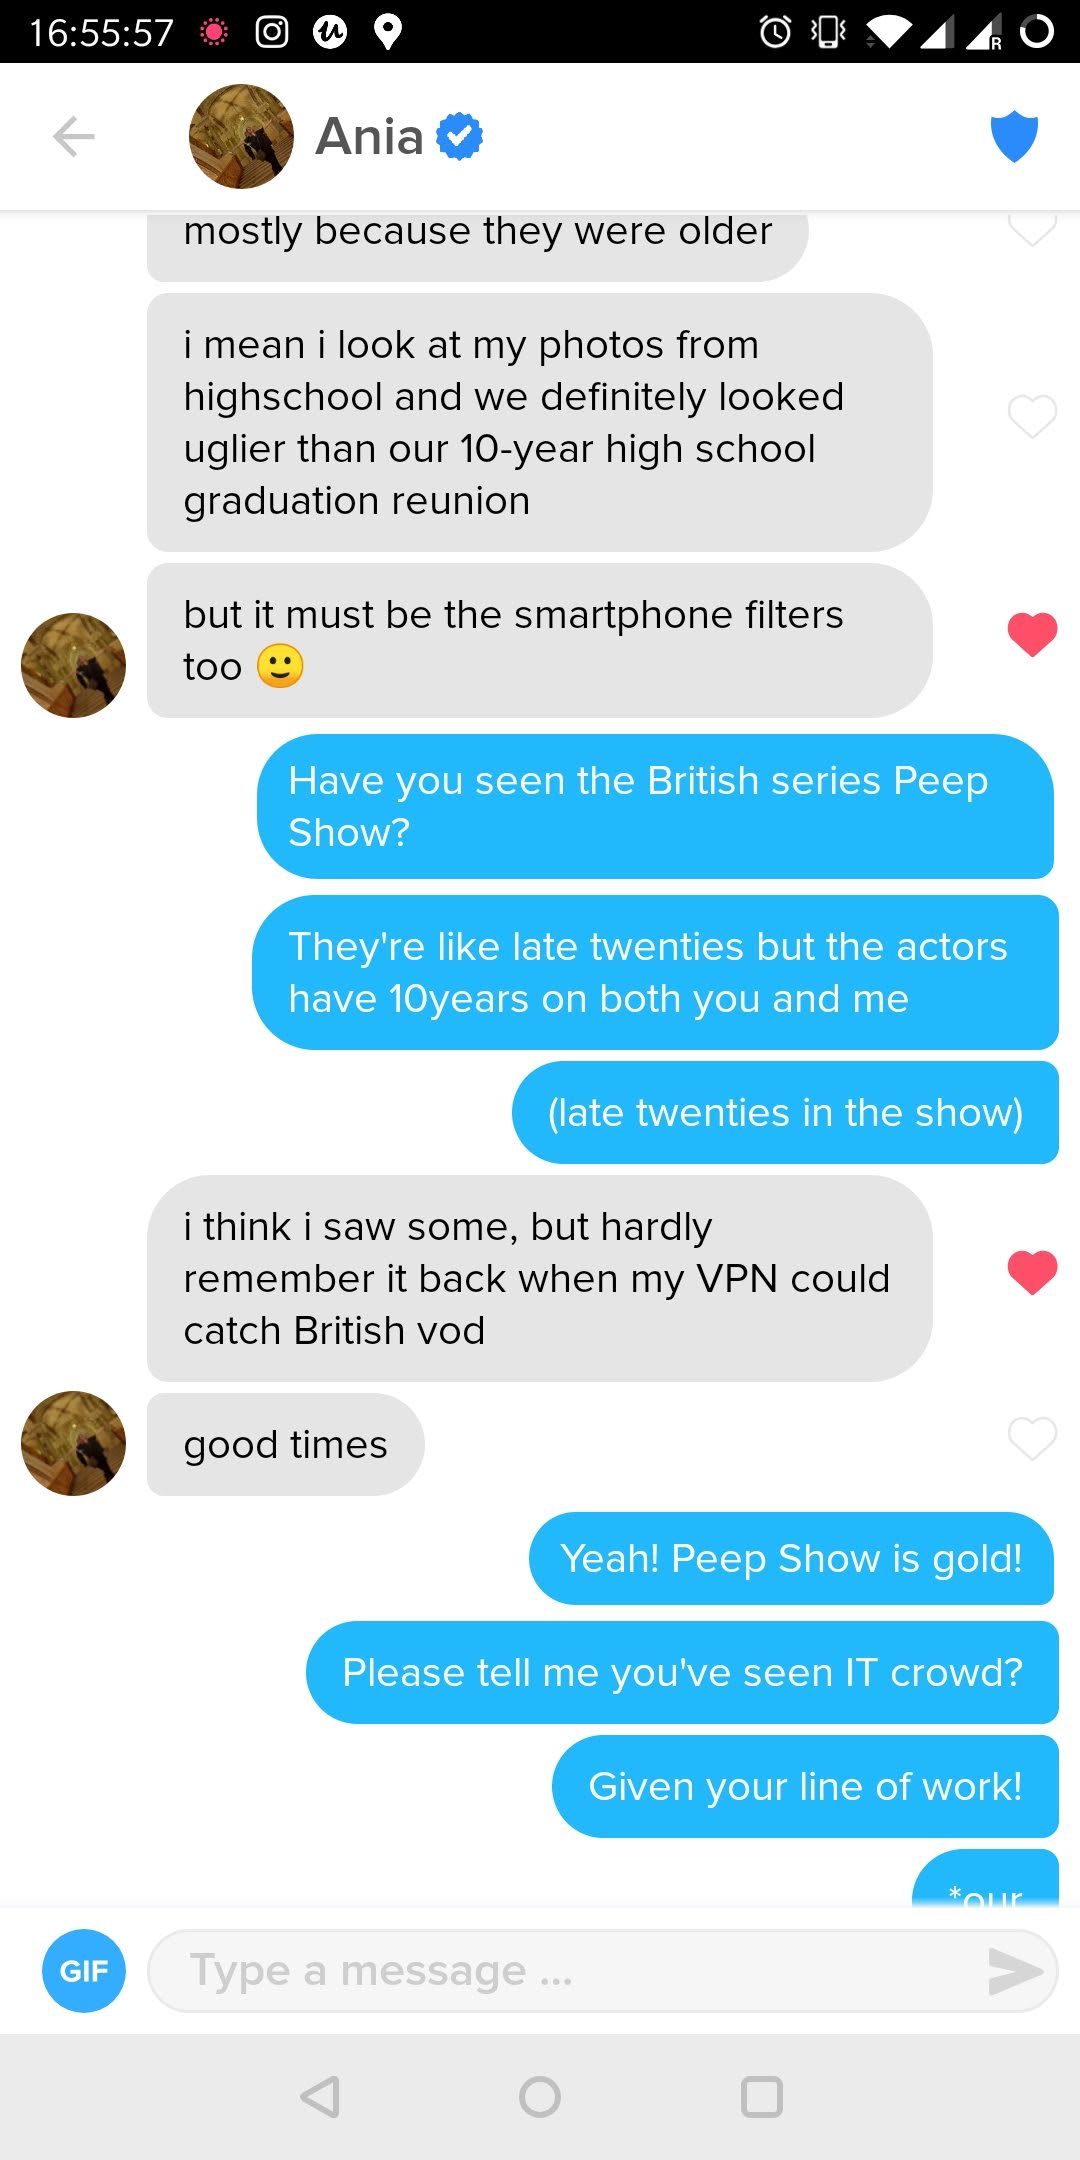 16:55:57
R
Ania
mostly because they were older
i mean i look at my photos from
highschool and we definitely looked
uglier than our 10-year high school
graduation reunion
but it must be the smartphone filters
too 🙂
Have you seen the British series Peep
Show?
They're like late twenties but the actors
have 10years on both you and me
(late twenties in the show)
i think i saw some, but hardly
remember it back when my VPN could
catch British vod
good times
Yeah! Peep Show is gold!
Please tell me you've seen IT crowd?
Given your line of work!
*our
GIF
Type a message ...